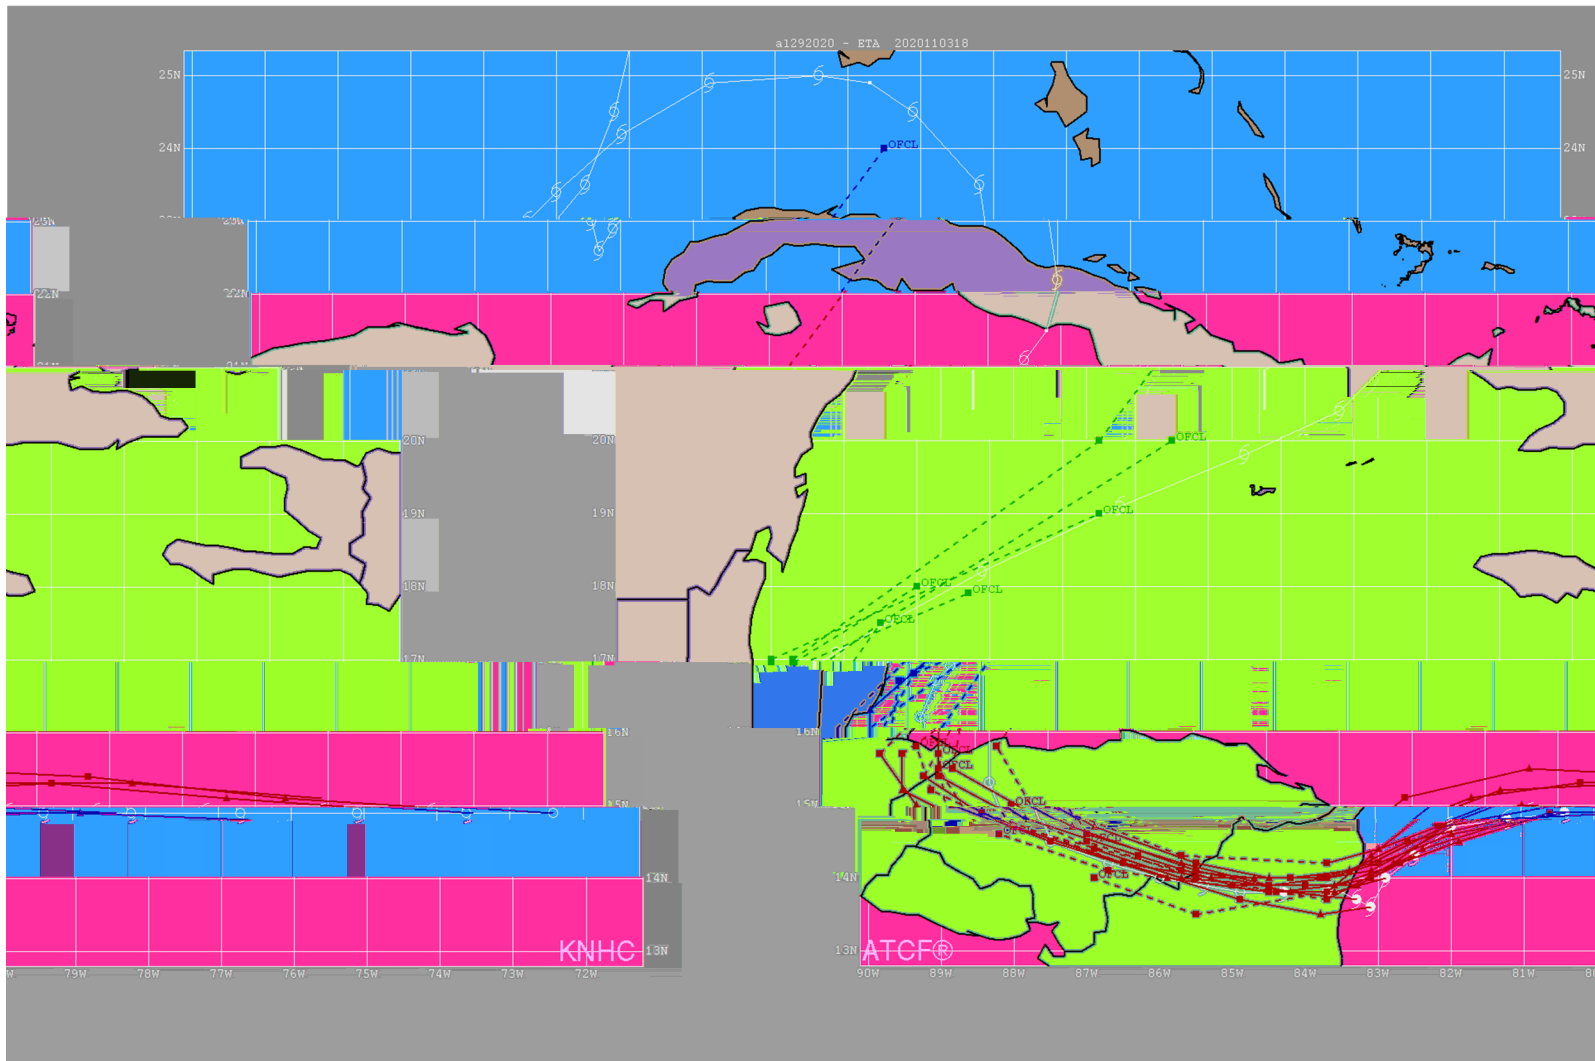 a1292020 - ETA 2020110318
25N 25N
24N OFCL 24N
22N 22N
20N 20N OFCL
19N 19N OFCL
18N 18N OFCL OFCL
OFCL
17N 17N
16N 16N
OFCL
OFCL
15N OFCL
14N OFCL 14N
KNHC 13N 13N ATCF®
79W 78W 77W 76W 75W 74W 73W 72W 90W 89W 88W 87W 86W 85W 84W 83W 82W 81W